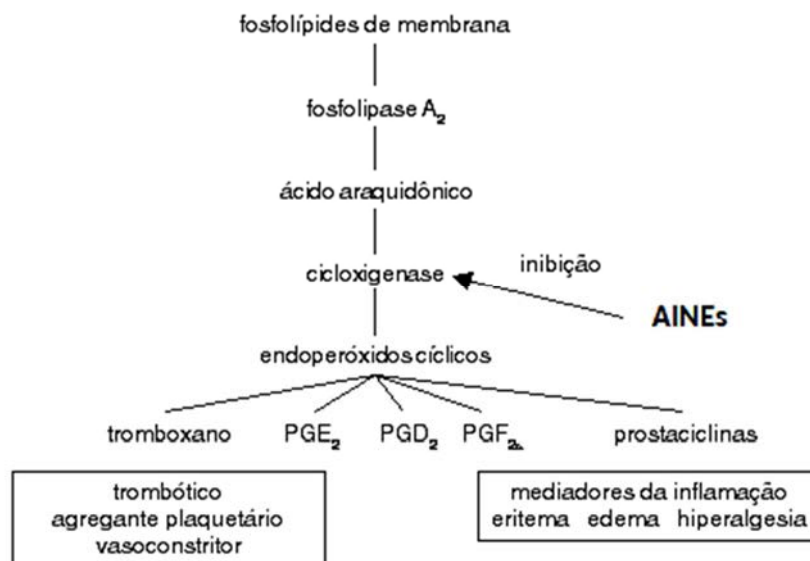 fosfolípides de membrana
fosfolipase A₂
ácido araquidônico
cicloxigenase
inibição
AINEs
endoperóxidos cíclicos
tromboxano PGE₂ PGD₂ PGF₂ₐ prostaciclinas
trombótico
agregante plaquetário
vasoconstritor
mediadores da inflamação
eritema edema hiperalgesia